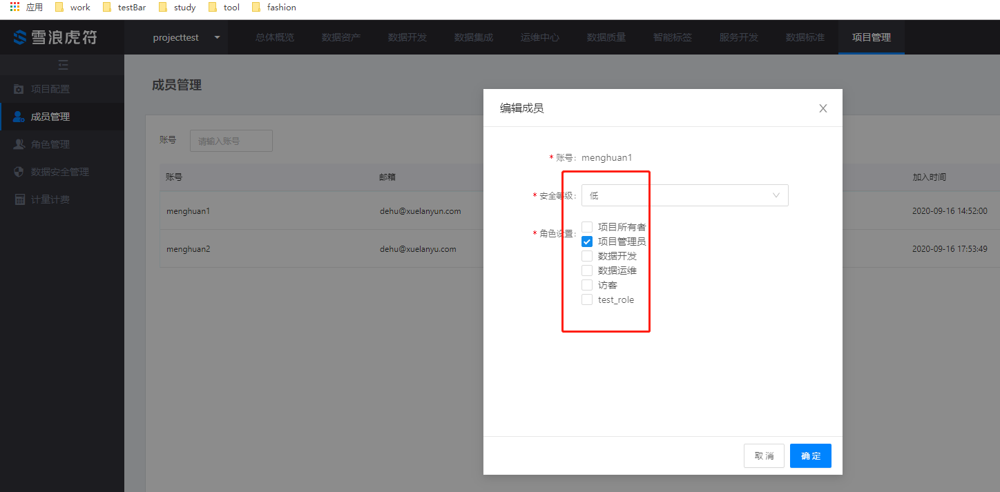 应用 work testBar study tool fashion
雪浪虎符 projecttest 总体概览 数据资产 数据开发 数据集成 运维中心 数据质量 智能标签 服务开发 数据标准 项目管理
项目配置
成员管理
角色管理
数据安全管理
计量计费
成员管理
账号 请输入账号
账号 邮箱 加入时间
menghuan1 dehu@xuelanyun.com 2020-09-16 14:52:00
menghuan2 dehu@xuelanyu.com 2020-09-16 17:53:49
编辑成员
* 账号: menghuan1
* 安全等级: 低
* 角色设置: 项目所有者
项目管理员
数据开发
数据运维
访客
test_role
取 消 确 定